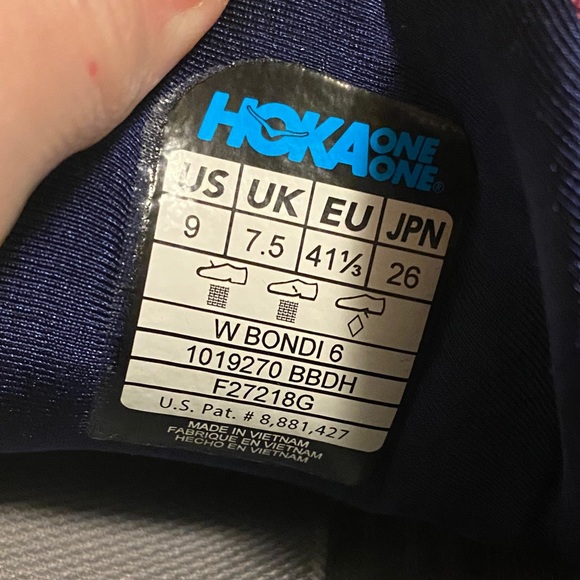 HOKA ONE ONE®
US UK EU JPN
9 7.5 41⅓ 26
W BONDI 6
1019270 BBDH
F27218G
U.S. Pat. # 8,881,427
MADE IN VIETNAM
FABRIQUE EN VIETNAM
HECHO EN VIETNAM